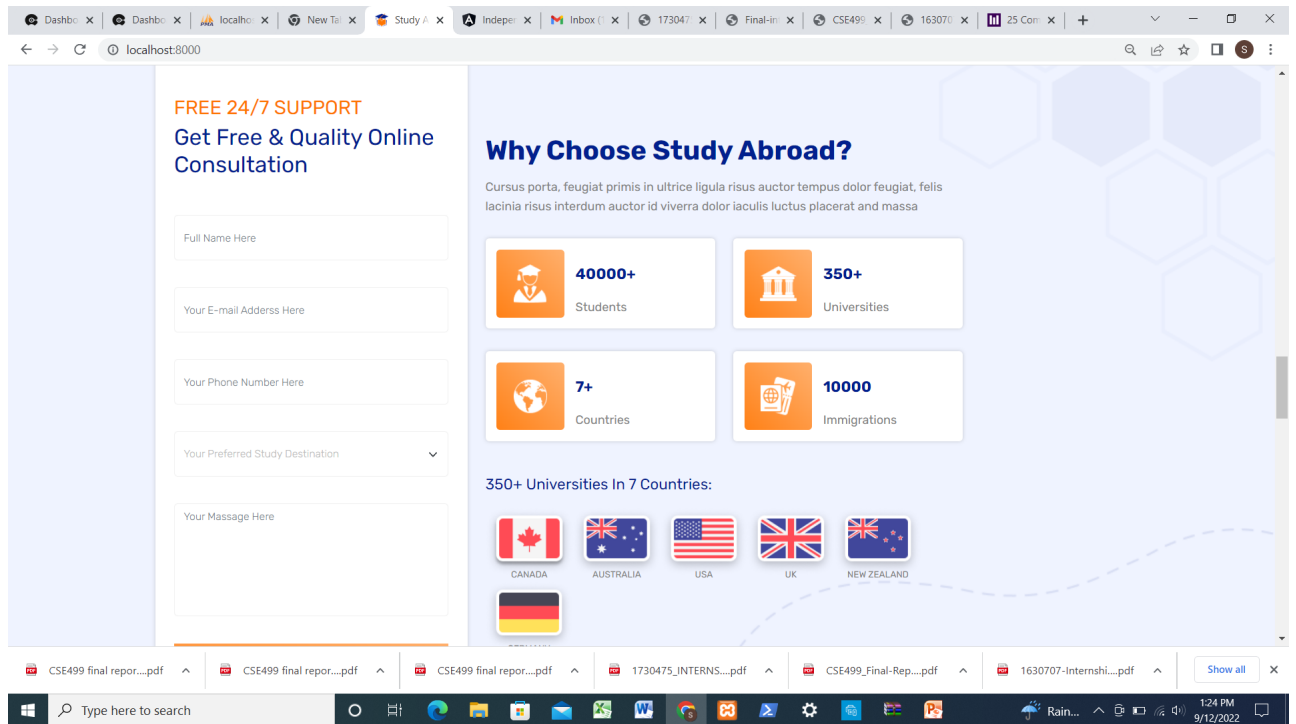 Dashbo
Dashbo
localhos
New Tal
Study A
Indepen
Inbox (1
173047
Final-int
CSE499
163070
25 Com
localhost:8000
S
FREE 24/7 SUPPORT
Get Free & Quality Online
Consultation
Full Name Here
Your E-mail Adderss Here
Your Phone Number Here
Your Preferred Study Destination
Your Massage Here
Why Choose Study Abroad?
Cursus porta, feugiat primis in ultrice ligula risus auctor tempus dolor feugiat, felis
lacinia risus interdum auctor id viverra dolor iaculis luctus placerat and massa
40000+
Students
350+
Universities
7+
Countries
10000
Immigrations
350+ Universities In 7 Countries:
CANADA
AUSTRALIA
USA
UK
NEW ZEALAND
CSE499 final repor....pdf
CSE499 final repor....pdf
CSE499 final repor....pdf
1730475_INTERNS....pdf
CSE499_Final-Rep....pdf
1630707-Internshi....pdf
Show all
Type here to search
Rain...
1:24 PM
9/12/2022